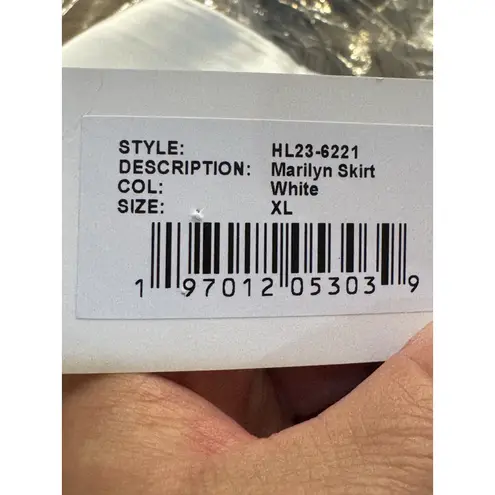 STYLE: HL23-6221
DESCRIPTION: Marilyn Skirt
COL: White
SIZE: XL
1 97012 05303 9